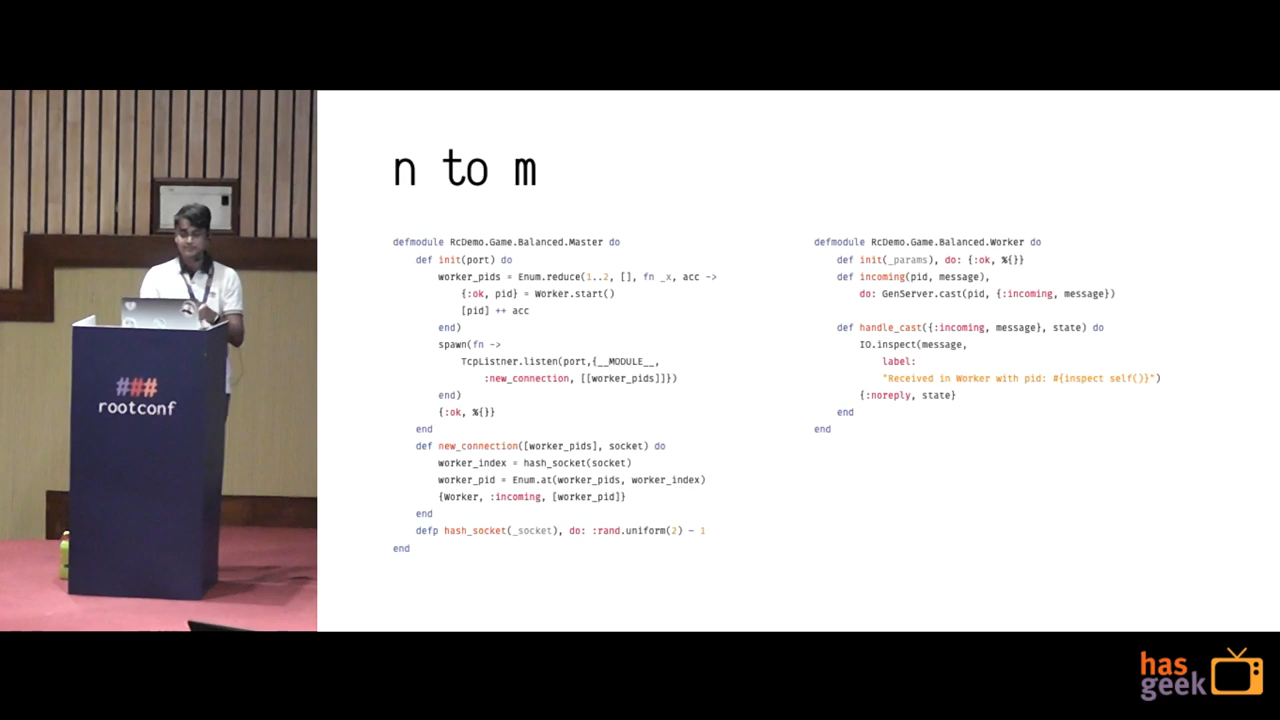 n to m
defmodule RcDemo.Game.Balanced.Master do
def init(port) do
worker_pids = Enum.reduce(1..2, [], fn _x, acc ->
{:ok, pid} = Worker.start()
[pid] ++ acc
end)
spawn(fn ->
TcpListner.listen(port,{__MODULE__,
:new_connection, [[worker_pids]]})
end)
{:ok, %{}}
end
def new_connection([worker_pids], socket) do
worker_index = hash_socket(socket)
worker_pid = Enum.at(worker_pids, worker_index)
{Worker, :incoming, [worker_pid]}
end
defp hash_socket(_socket), do: :rand.uniform(2) - 1
end
defmodule RcDemo.Game.Balanced.Worker do
def init(_params), do: {:ok, %{}}
def incoming(pid, message),
do: GenServer.cast(pid, {:incoming, message})
def handle_cast({:incoming, message}, state) do
IO.inspect(message,
label:
"Received in Worker with pid: #{inspect self()}")
{:noreply, state}
end
end
###
rootconf
has
geek